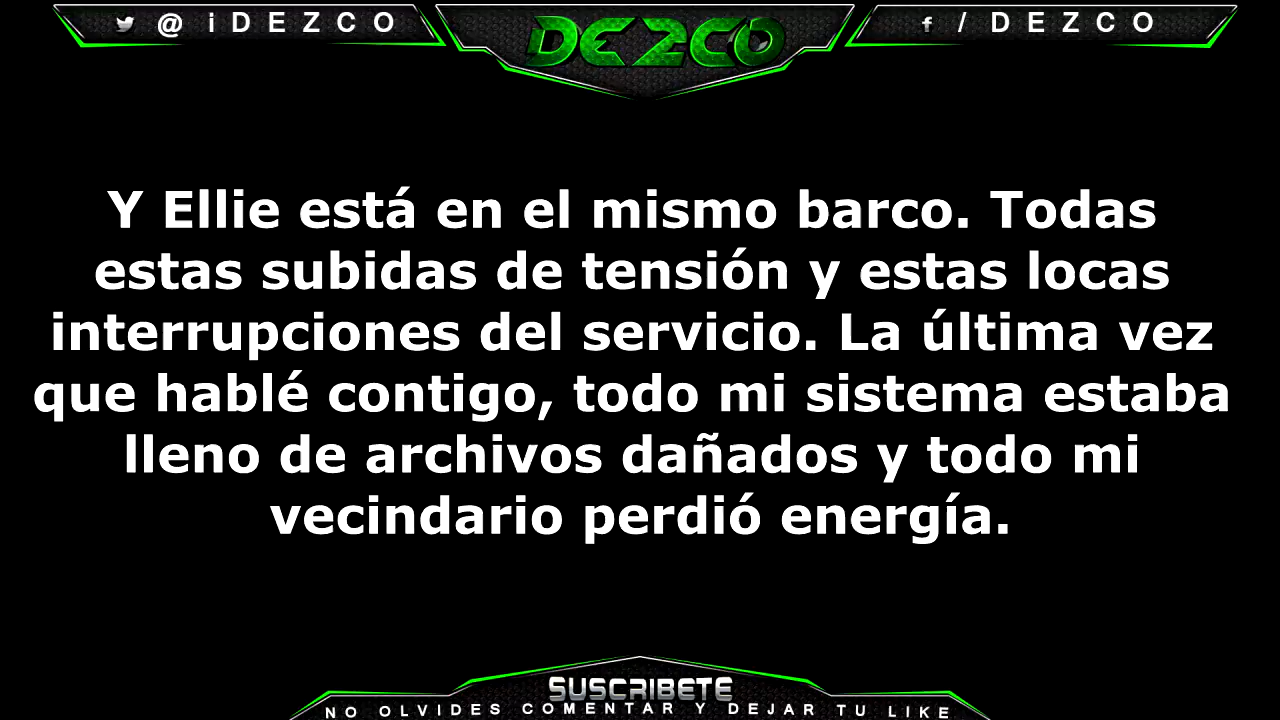 @iDEZCO
DEZCO
/DEZCO
Y Ellie está en el mismo barco. Todas
estas subidas de tensión y estas locas
interrupciones del servicio. La última vez
que hablé contigo, todo mi sistema estaba
lleno de archivos dañados y todo mi
vecindario perdió energía.
SUSCRIBETE
NO OLVIDES COMENTAR Y DEJAR TU LIKE